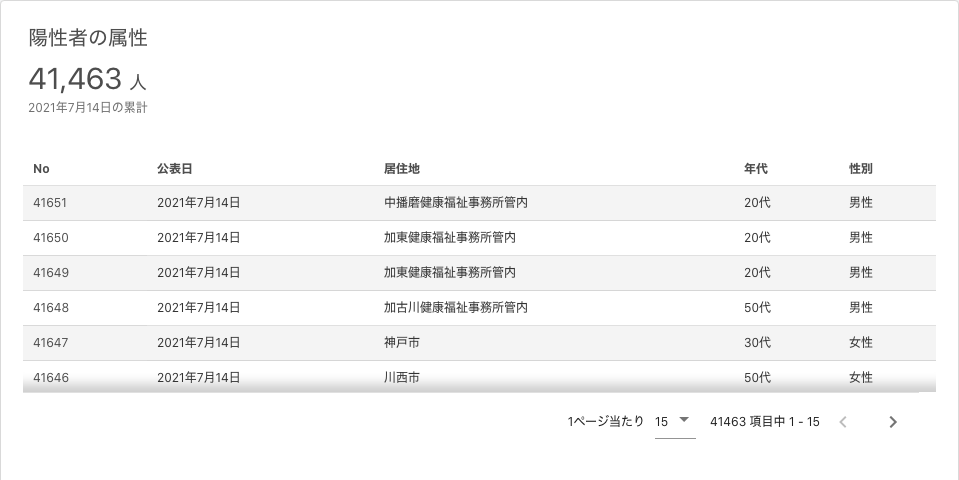 陽性者の属性
41,463 人
2021年7月14日の累計
No 公表日 居住地 年代 性別
41651 2021年7月14日 中播磨健康福祉事務所管内 20代 男性
41650 2021年7月14日 加東健康福祉事務所管内 20代 男性
41649 2021年7月14日 加東健康福祉事務所管内 20代 男性
41648 2021年7月14日 加古川健康福祉事務所管内 50代 男性
41647 2021年7月14日 神戸市 30代 女性
41646 2021年7月14日 川西市 50代 女性
1ページ当たり 15 41463 項目中 1 - 15